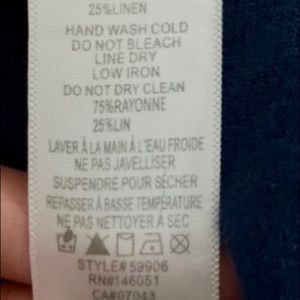 25%LINEN
HAND WASH COLD
DO NOT BLEACH
LINE DRY
LOW IRON
DO NOT DRY CLEAN
75%RAYONNE
25%LIN
LAVER À LA MAIN À L'EAU FROIDE
NE PAS JAVELLISER
SUSPENDRE POUR SÉCHER
REPASSER À BASSE TEMPÉRATURE
NE PAS NETTOYER À SEC
STYLE#59906
RN#146051
CA#07043